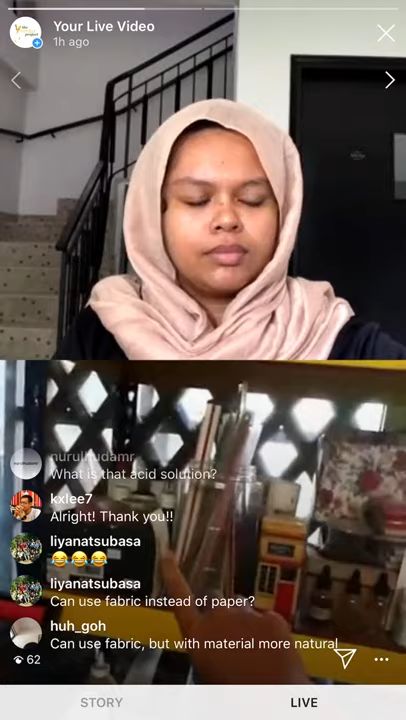 Your Live Video
1h ago
nurulhudamr
What is that acid solution?
kxlee7
Alright! Thank you!!
liyanatsubasa
😂😂😂
liyanatsubasa
Can use fabric instead of paper?
huh_goh
Can use fabric, but with material more natural
62
STORY
LIVE